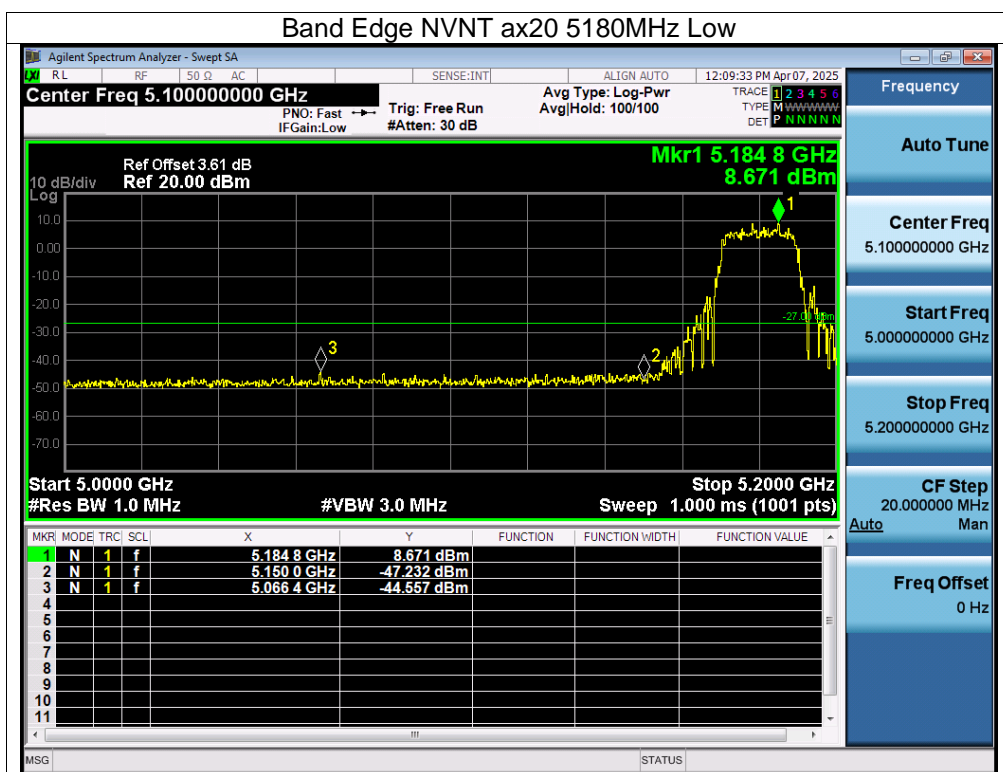 Band Edge NVNT ax20 5180MHz Low
Agilent Spectrum Analyzer - Swept SA
LXI RL RF 50 Ω AC SENSE:INT ALIGN AUTO 12:09:33 PM Apr 07, 2025
Center Freq 5.100000000 GHz
PNO: Fast
IFGain:Low
Trig: Free Run
#Atten: 30 dB
Avg Type: Log-Pwr
Avg|Hold: 100/100
TRACE 1 2 3 4 5 6
TYPE M WWWWW
DET P N N N N N
Mkr1 5.184 8 GHz
8.671 dBm
Ref Offset 3.61 dB
10 dB/div Ref 20.00 dBm
Log
10.0
0.00
-10.0
-20.0
-30.0
-40.0
-50.0
-60.0
-70.0
1
-27.00 dBm
3
2
Start 5.0000 GHz Stop 5.2000 GHz
#Res BW 1.0 MHz #VBW 3.0 MHz Sweep 1.000 ms (1001 pts)
MKR MODE TRC SCL X Y FUNCTION FUNCTION WIDTH FUNCTION VALUE
1 N 1 f 5.184 8 GHz 8.671 dBm
2 N 1 f 5.150 0 GHz -47.232 dBm
3 N 1 f 5.066 4 GHz -44.557 dBm
4
5
6
7
8
9
10
11
MSG STATUS
Frequency
Auto Tune
Center Freq
5.100000000 GHz
Start Freq
5.000000000 GHz
Stop Freq
5.200000000 GHz
CF Step
20.000000 MHz
Auto Man
Freq Offset
0 Hz